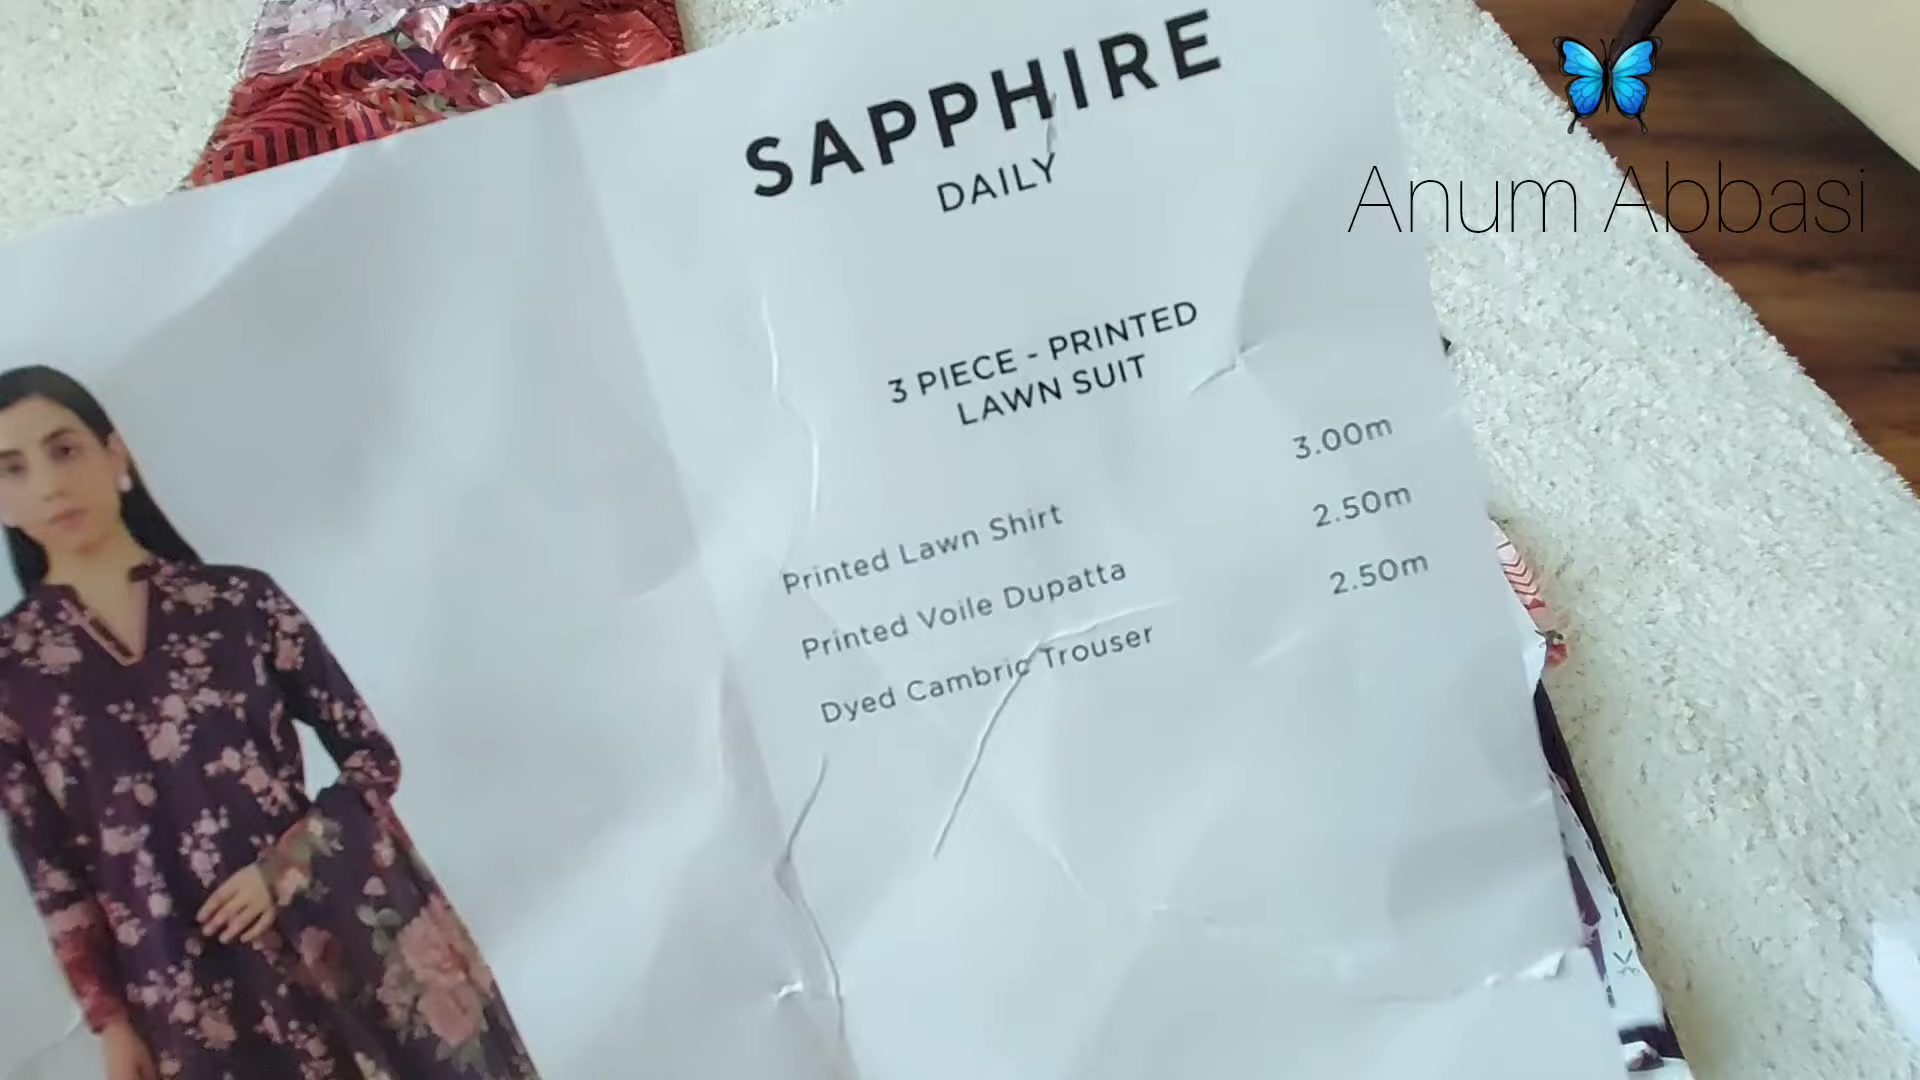 SAPPHIRE
DAILY
Anum Abbasi
3 PIECE - PRINTED
LAWN SUIT
Printed Lawn Shirt 3.00m
Printed Voile Dupatta 2.50m
Dyed Cambric Trouser 2.50m